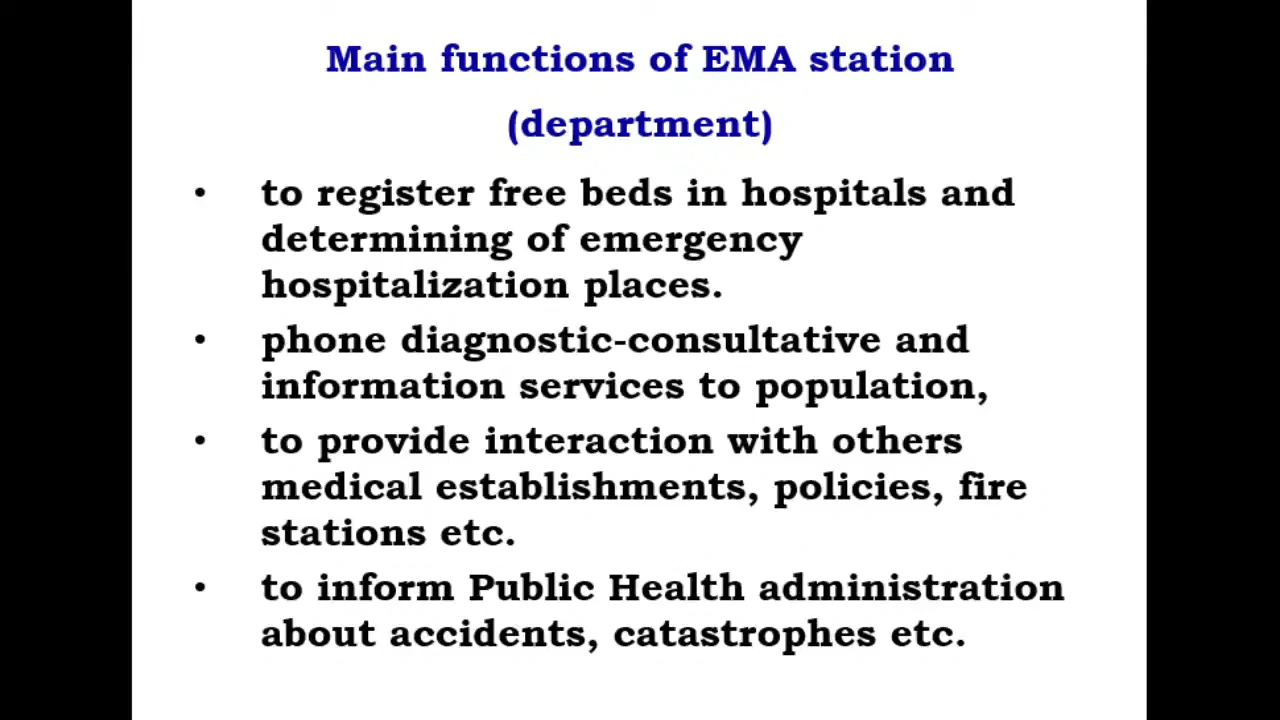 Main functions of EMA station
(department)
• to register free beds in hospitals and
determining of emergency
hospitalization places.
• phone diagnostic-consultative and
information services to population,
• to provide interaction with others
medical establishments, policies, fire
stations etc.
• to inform Public Health administration
about accidents, catastrophes etc.